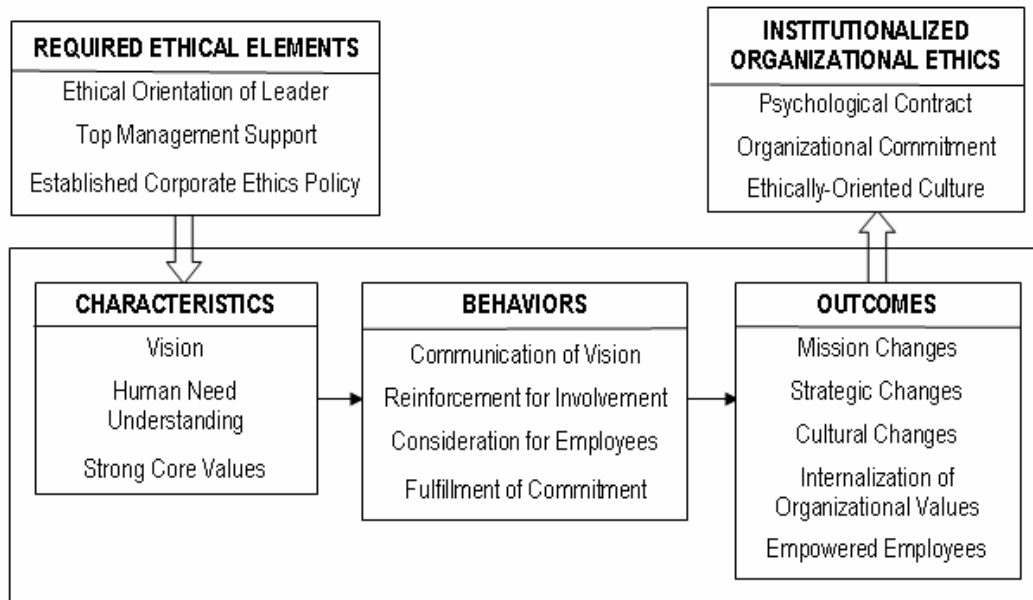 REQUIRED ETHICAL ELEMENTS
Ethical Orientation of Leader
Top Management Support
Established Corporate Ethics Policy
INSTITUTIONALIZED
ORGANIZATIONAL ETHICS
Psychological Contract
Organizational Commitment
Ethically-Oriented Culture
CHARACTERISTICS
Vision
Human Need
Understanding
Strong Core Values
BEHAVIORS
Communication of Vision
Reinforcement for Involvement
Consideration for Employees
Fulfillment of Commitment
OUTCOMES
Mission Changes
Strategic Changes
Cultural Changes
Internalization of
Organizational Values
Empowered Employees